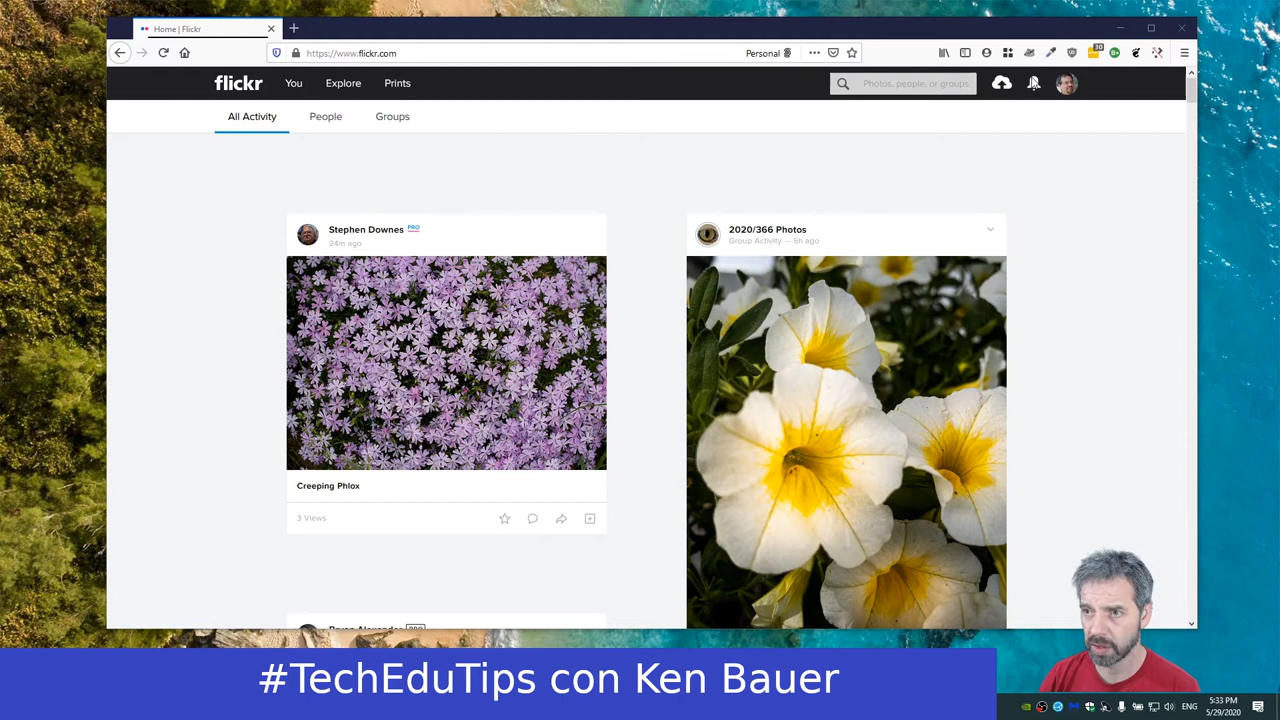 Home | Flickr
https://www.flickr.com
Personal
30
flickr
You
Explore
Prints
Photos, people, or groups
All Activity
People
Groups
Stephen Downes PRO
24m ago
Creeping Phlox
3 Views
2020/366 Photos
Group Activity — 5h ago
#TechEduTips con Ken Bauer
ENG
5:33 PM
5/29/2020